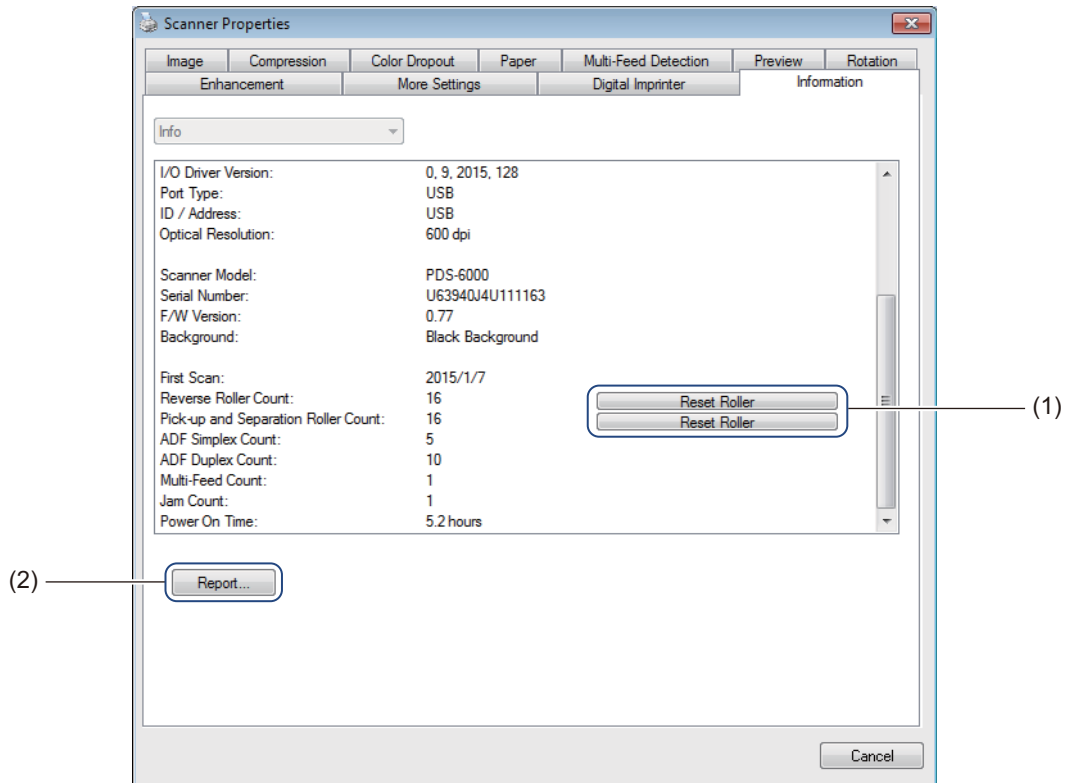 Scanner Properties
Image Compression Color Dropout Paper Multi-Feed Detection Preview Rotation
Enhancement More Settings Digital Imprinter Information
Info
I/O Driver Version: 0, 9, 2015, 128
Port Type: USB
ID / Address: USB
Optical Resolution: 600 dpi
Scanner Model: PDS-6000
Serial Number: U63940J4U111163
F/W Version: 0.77
Background: Black Background
First Scan: 2015/1/7
Reverse Roller Count: 16 Reset Roller (1)
Pick-up and Separation Roller Count: 16 Reset Roller
ADF Simplex Count: 5
ADF Duplex Count: 10
Multi-Feed Count: 1
Jam Count: 1
Power On Time: 5.2 hours
(2) Report...
Cancel